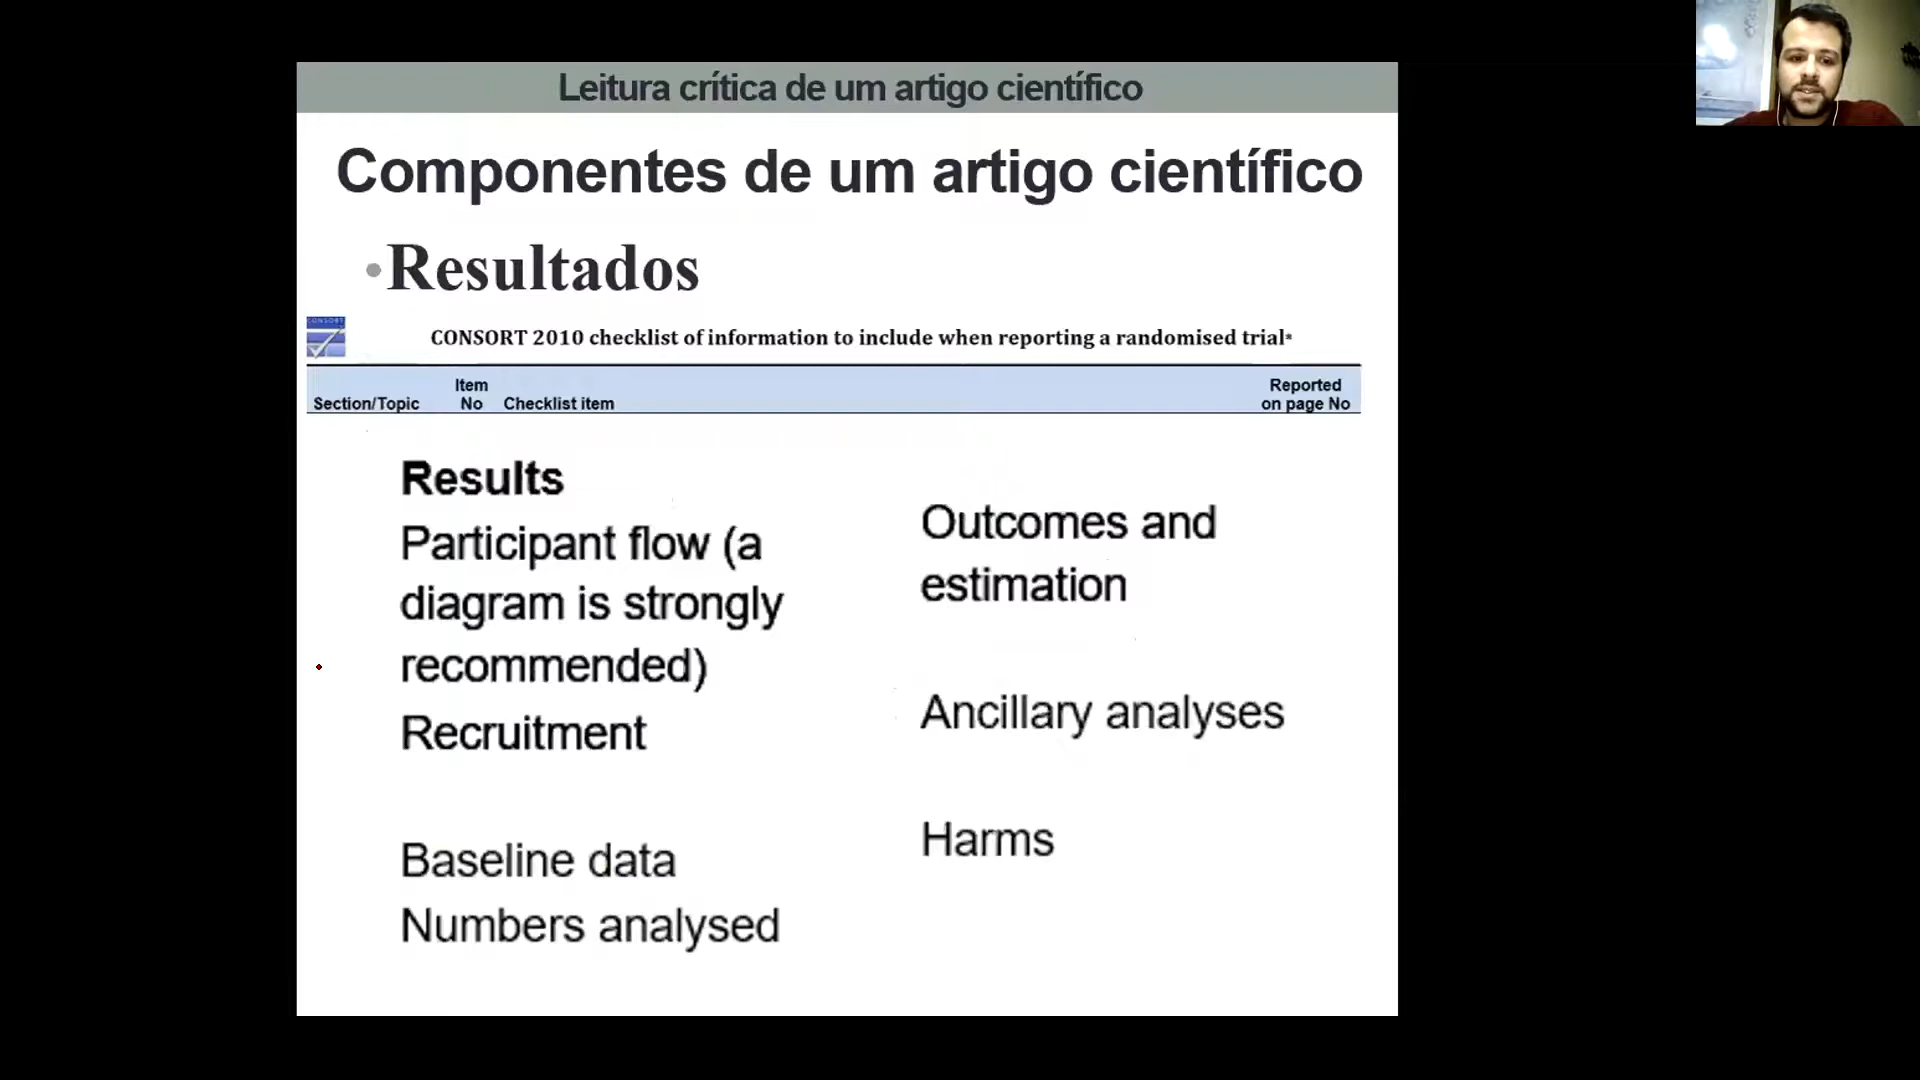 Leitura crítica de um artigo científico
Componentes de um artigo científico
•Resultados
CONSORT
CONSORT 2010 checklist of information to include when reporting a randomised trial*
Section/Topic
Item
No
Checklist item
Reported
on page No
Results
Participant flow (a
diagram is strongly
recommended)
Recruitment
Baseline data
Numbers analysed
Outcomes and
estimation
Ancillary analyses
Harms